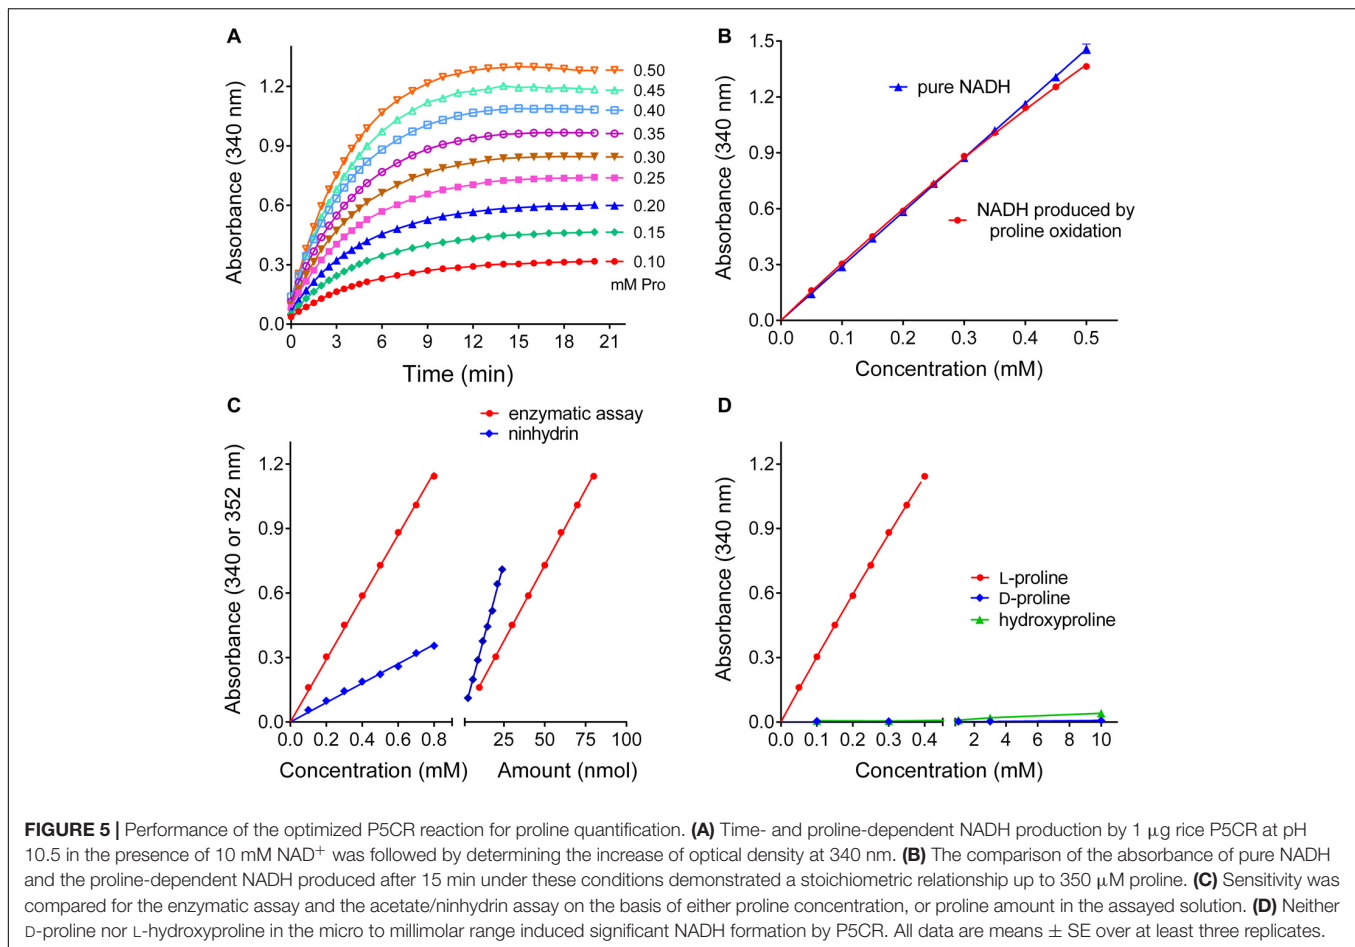 A
Absorbance (340 nm)
1.2
0.9
0.6
0.3
0.0
0.50
0.45
0.40
0.35
0.30
0.25
0.20
0.15
0.10
mM Pro
0 3 6 9 12 15 18 21
Time (min)
B
Absorbance (340 nm)
1.5
1.2
0.9
0.6
0.3
0.0
pure NADH
NADH produced by
proline oxidation
0.0 0.1 0.2 0.3 0.4 0.5
Concentration (mM)
C
enzymatic assay
ninhydrin
Absorbance (340 or 352 nm)
1.2
0.9
0.6
0.3
0.0
0.0 0.2 0.4 0.6 0.8 25 50 75 100
Concentration (mM) Amount (nmol)
D
Absorbance (340 nm)
1.2
0.9
0.6
0.3
0.0
L-proline
D-proline
hydroxyproline
0.0 0.1 0.2 0.3 0.4 2 4 6 8 10
Concentration (mM)
FIGURE 5 | Performance of the optimized P5CR reaction for proline quantification. (A) Time- and proline-dependent NADH production by 1 μg rice P5CR at pH
10.5 in the presence of 10 mM NAD+ was followed by determining the increase of optical density at 340 nm. (B) The comparison of the absorbance of pure NADH
and the proline-dependent NADH produced after 15 min under these conditions demonstrated a stoichiometric relationship up to 350 μM proline. (C) Sensitivity was
compared for the enzymatic assay and the acetate/ninhydrin assay on the basis of either proline concentration, or proline amount in the assayed solution. (D) Neither
D-proline nor L-hydroxyproline in the micro to millimolar range induced significant NADH formation by P5CR. All data are means ± SE over at least three replicates.